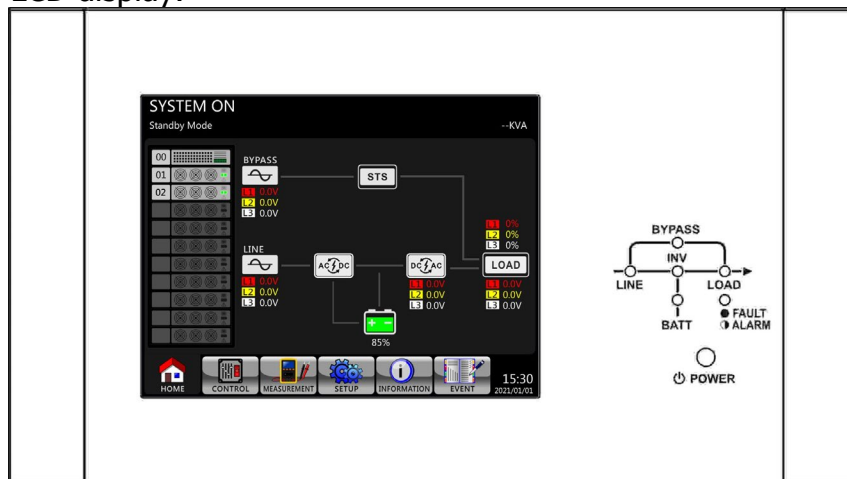 LCD display.
SYSTEM ON
Standby Mode --KVA
00
01
02
BYPASS
L1 0.0V
L2 0.0V
L3 0.0V
STS
L1 0%
L2 0%
L3 0%
LINE
L1 0.0V
L2 0.0V
L3 0.0V
AC DC
DC AC
L1 0.0V
L2 0.0V
L3 0.0V
LOAD
L1 0.0V
L2 0.0V
L3 0.0V
85%
HOME CONTROL MEASUREMENT SETUP INFORMATION EVENT
15:30
2021/01/01
BYPASS
INV
LINE LOAD
BATT
FAULT
ALARM
POWER